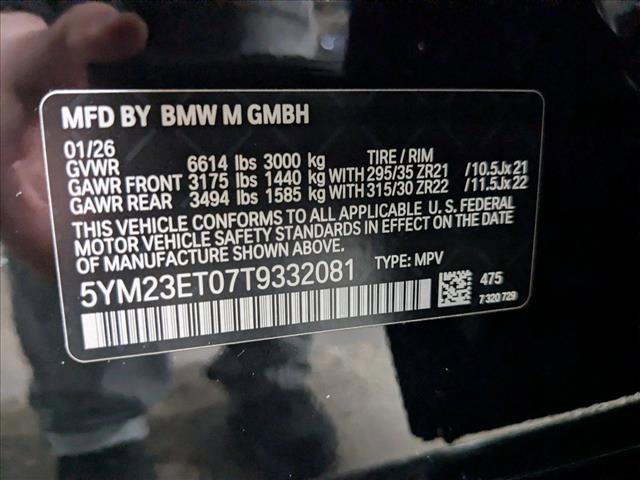 MFD BY BMW M GMBH
01/26
GVWR 6614 lbs 3000 kg TIRE / RIM
GAWR FRONT 3175 lbs 1440 kg WITH 295/35 ZR21 /10.5Jx21
GAWR REAR 3494 lbs 1585 kg WITH 315/30 ZR22 /11.5Jx22
THIS VEHICLE CONFORMS TO ALL APPLICABLE U.S. FEDERAL
MOTOR VEHICLE SAFETY STANDARDS IN EFFECT ON THE DATE
OF MANUFACTURE SHOWN ABOVE.
5YM23ET07T9332081 TYPE: MPV
475
7 320 729